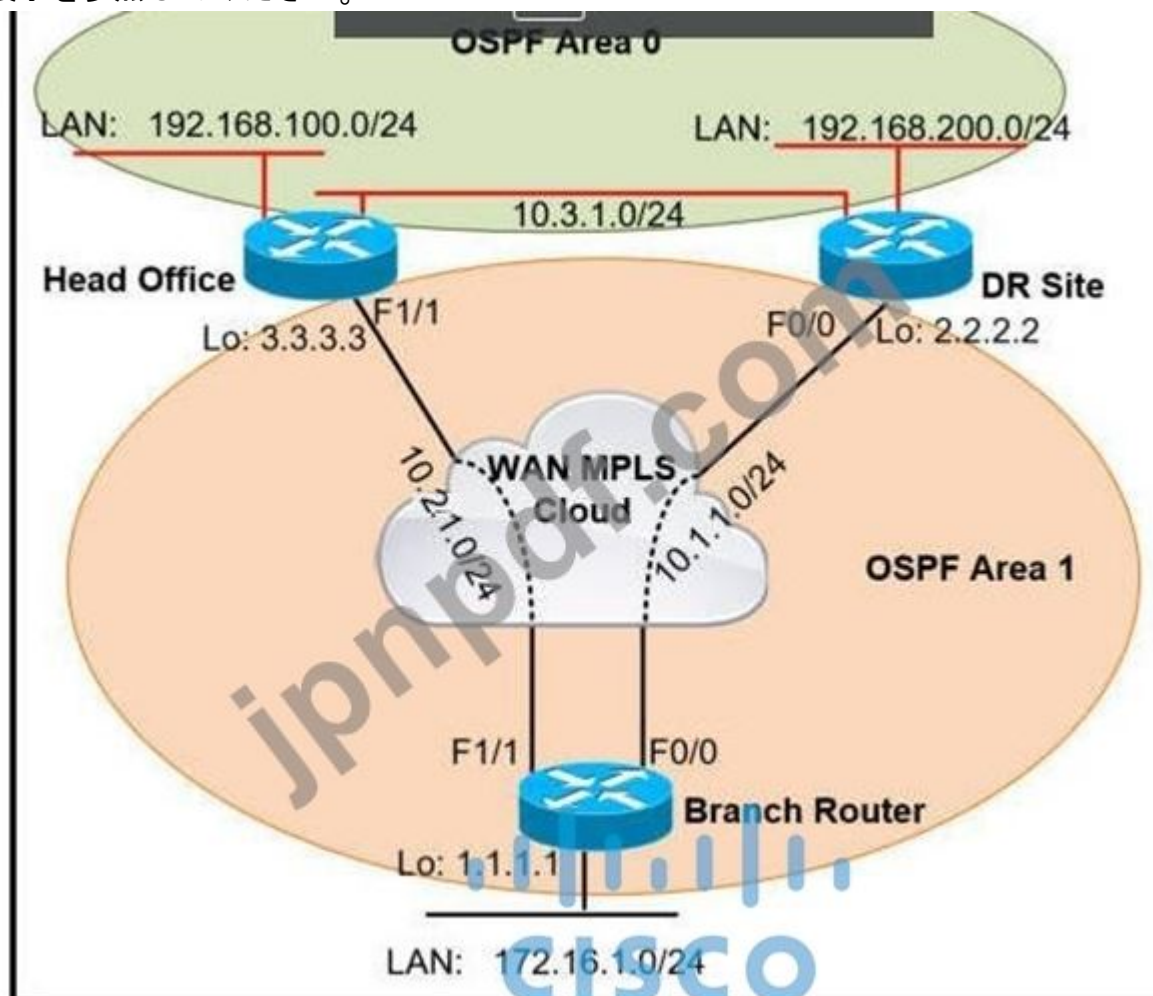 OSPF Area 0
LAN: 192.168.100.0/24
LAN: 192.168.200.0/24
10.3.1.0/24
Head Office
DR Site
F1/1
F0/0
Lo: 3.3.3.3
Lo: 2.2.2.2
WAN MPLS
Cloud
10.2.1.0/24
10.1.1.0/24
OSPF Area 1
jpnpdf.com
F1/1
F0/0
Branch Router
Lo: 1.1.1.1
LAN: 172.16.1.0/24
CISCO